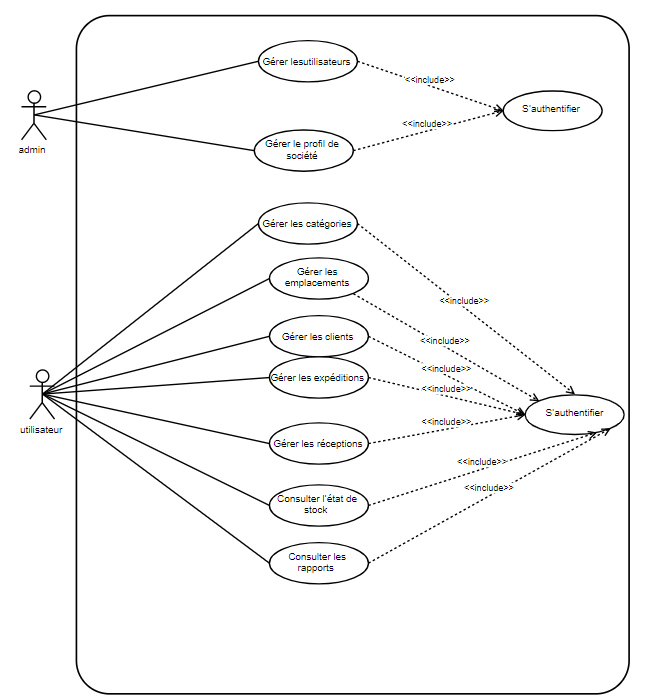 Gérer lesutilisateurs
<<include>>
S'authentifier
<<include>>
admin
Gérer le profil de
société
Gérer les catégories
Gérer les
emplacements
<<include>>
Gérer les clients
<<include>>
<<include>>
Gérer les expéditions
<<include>>
utilisateur
S'authentifier
Gérer les réceptions
<<include>>
<<include>>
Consulter l'état de
stock
<<include>>
Consulter les
rapports